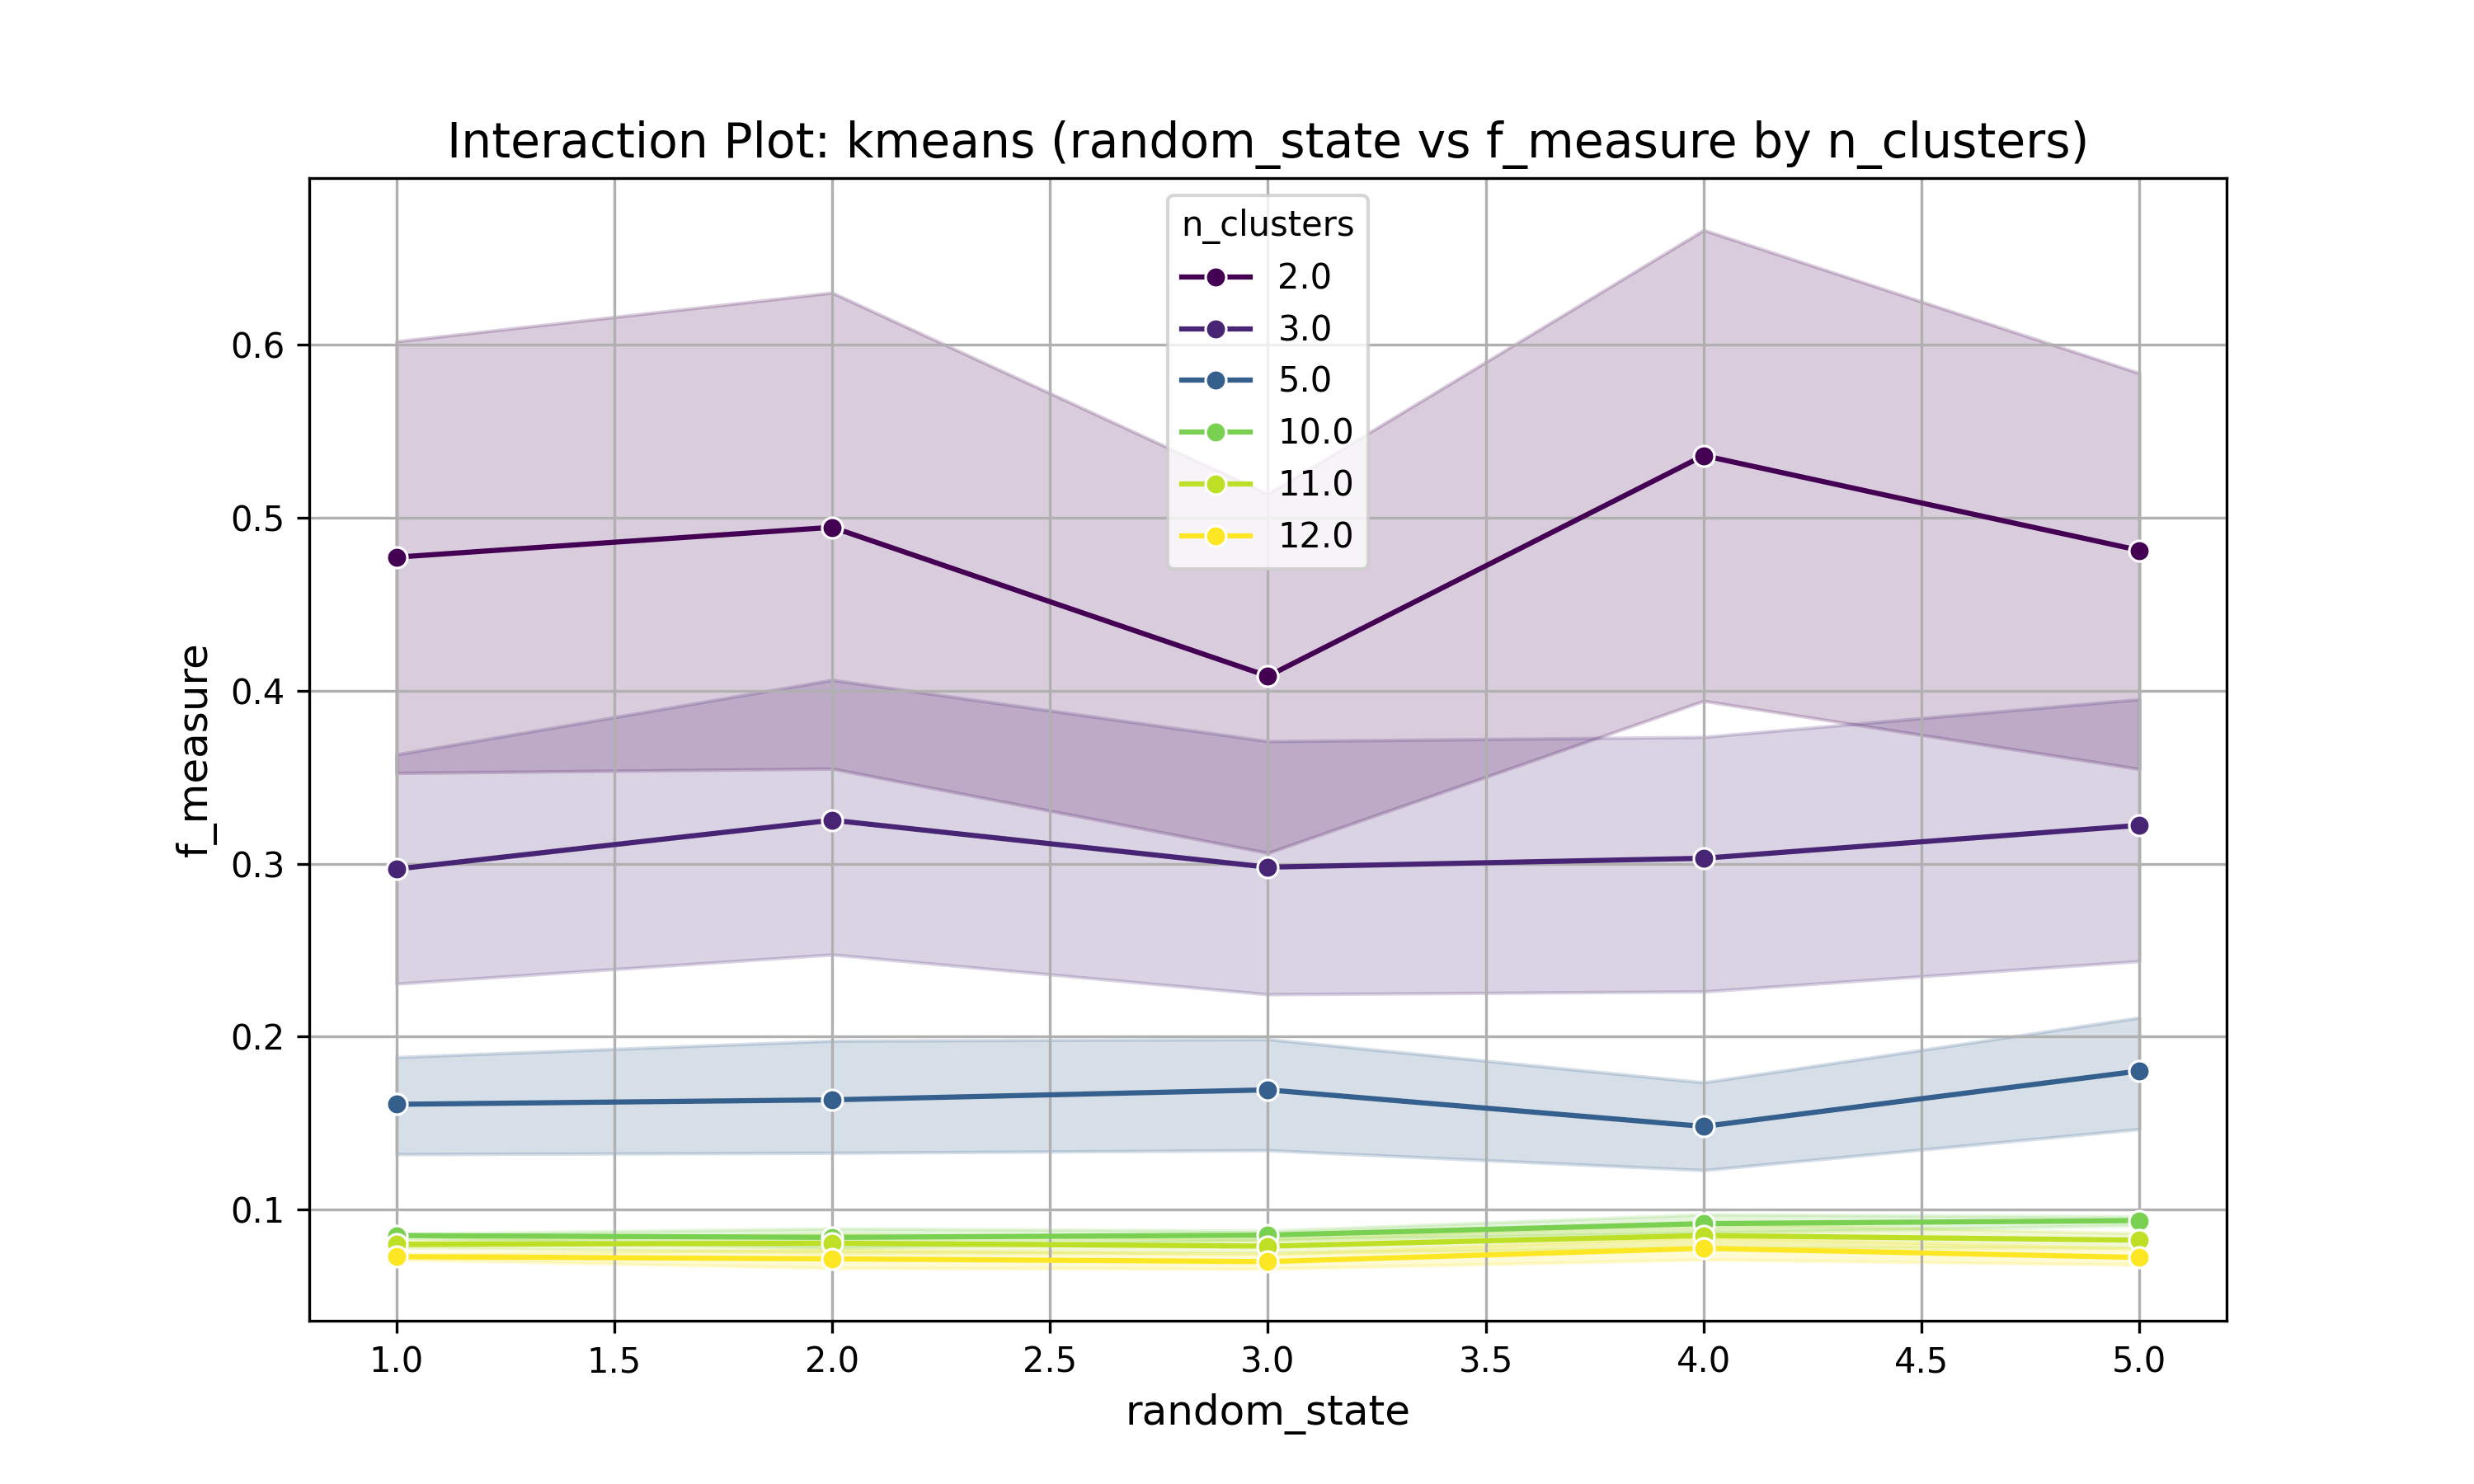 Interaction Plot: kmeans (random_state vs f_measure by n_clusters)
n_clusters
2.0
3.0
5.0
10.0
11.0
12.0
f_measure
0.6
0.5
0.4
0.3
0.2
0.1
1.0 1.5 2.0 2.5 3.0 3.5 4.0 4.5 5.0
random_state